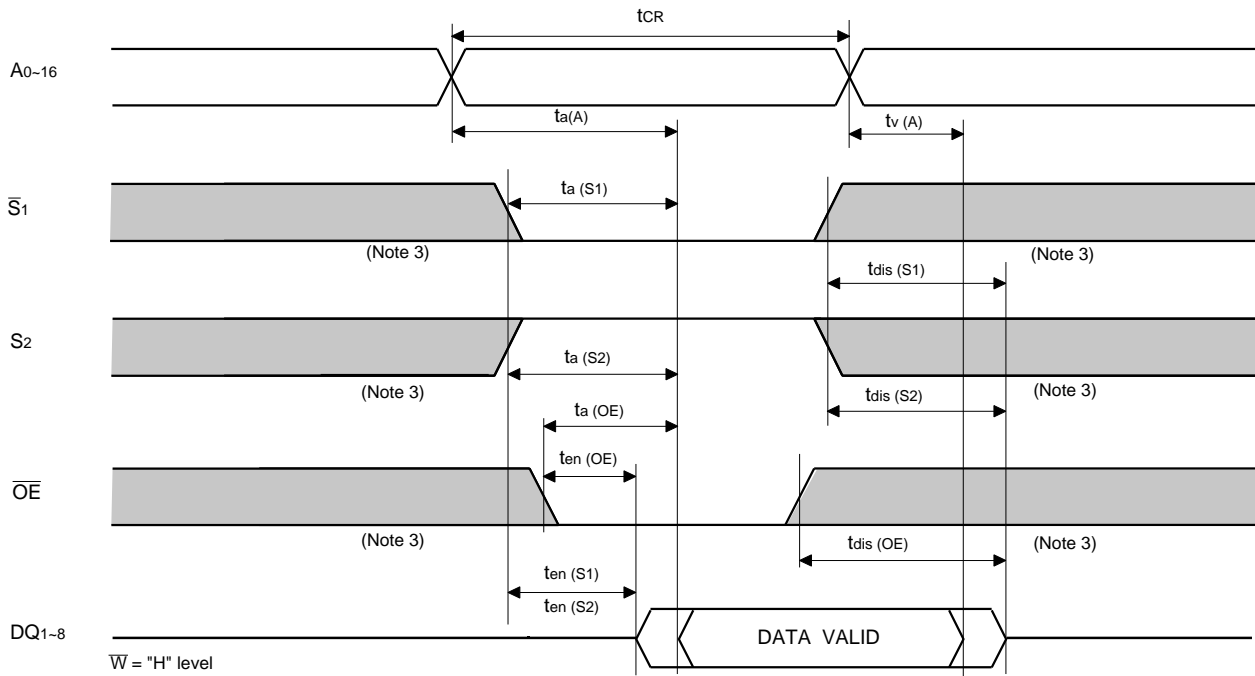 tCR
A0~16
ta(A)
tv (A)
S̅1
ta (S1)
(Note 3)
(Note 3)
tdis (S1)
S2
ta (S2)
(Note 3)
(Note 3)
tdis (S2)
ta (OE)
ten (OE)
O̅E̅
(Note 3)
(Note 3)
tdis (OE)
ten (S1)
ten (S2)
DQ1~8
DATA VALID
W̅ = "H" level